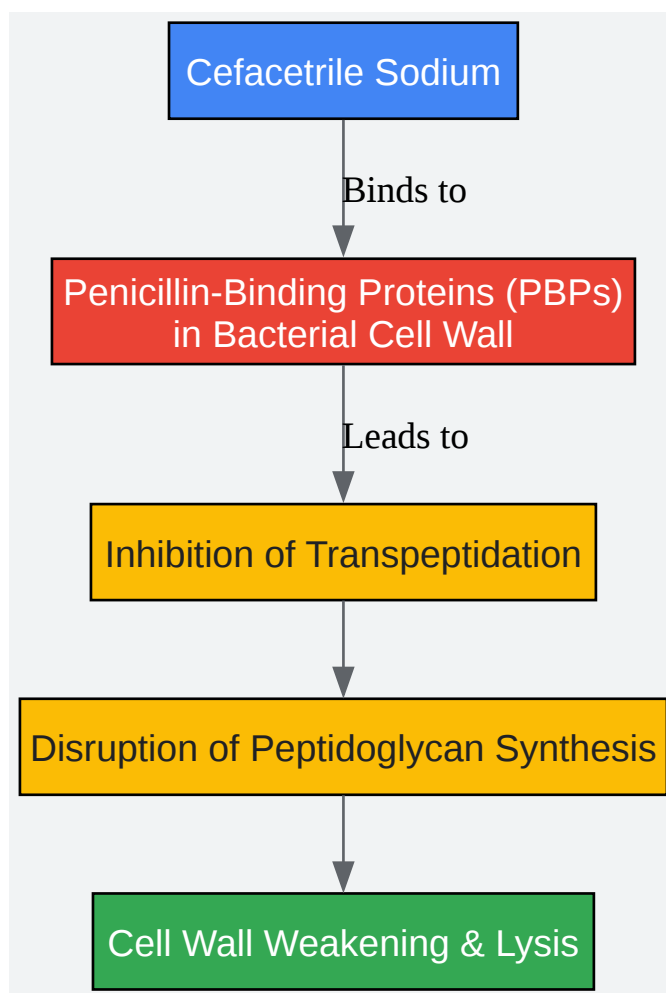 Cefacetrile Sodium
Binds to
Penicillin-Binding Proteins (PBPs)
in Bacterial Cell Wall
Leads to
Inhibition of Transpeptidation
Disruption of Peptidoglycan Synthesis
Cell Wall Weakening & Lysis